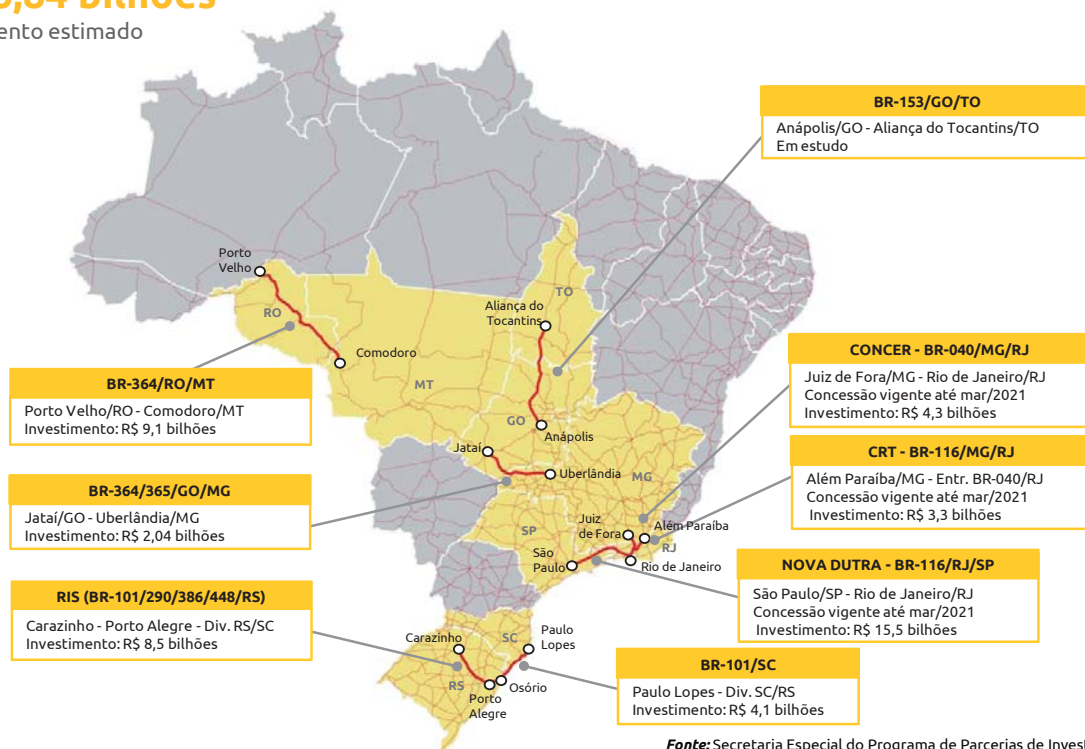 ,84 Bilhões
ento estimado
BR-153/GO/TO
Anápolis/GO - Aliança do Tocantins/TO
Em estudo
Porto
Velho
RO
Comodoro
MT
TO
Aliança do
Tocantins
GO
Anápolis
Jataí
Uberlândia
MG
SP
Juiz
de Fora
Além Paraíba
RJ
São
Paulo
Rio de Janeiro
BR-364/RO/MT
Porto Velho/RO - Comodoro/MT
Investimento: R$ 9,1 bilhões
CONCER - BR-040/MG/RJ
Juiz de Fora/MG - Rio de Janeiro/RJ
Concessão vigente até mar/2021
Investimento: R$ 4,3 bilhões
CRT - BR-116/MG/RJ
Além Paraíba/MG - Entr. BR-040/RJ
Concessão vigente até mar/2021
Investimento: R$ 3,3 bilhões
BR-364/365/GO/MG
Jataí/GO - Uberlândia/MG
Investimento: R$ 2,04 bilhões
NOVA DUTRA - BR-116/RJ/SP
São Paulo/SP - Rio de Janeiro/RJ
Concessão vigente até mar/2021
Investimento: R$ 15,5 bilhões
RIS (BR-101/290/386/448/RS)
Carazinho - Porto Alegre - Div. RS/SC
Investimento: R$ 8,5 bilhões
Carazinho
SC
Paulo
Lopes
RS
Osório
Porto
Alegre
BR-101/SC
Paulo Lopes - Div. SC/RS
Investimento: R$ 4,1 bilhões
Fonte: Secretaria Especial do Programa de Parcerias de Invest